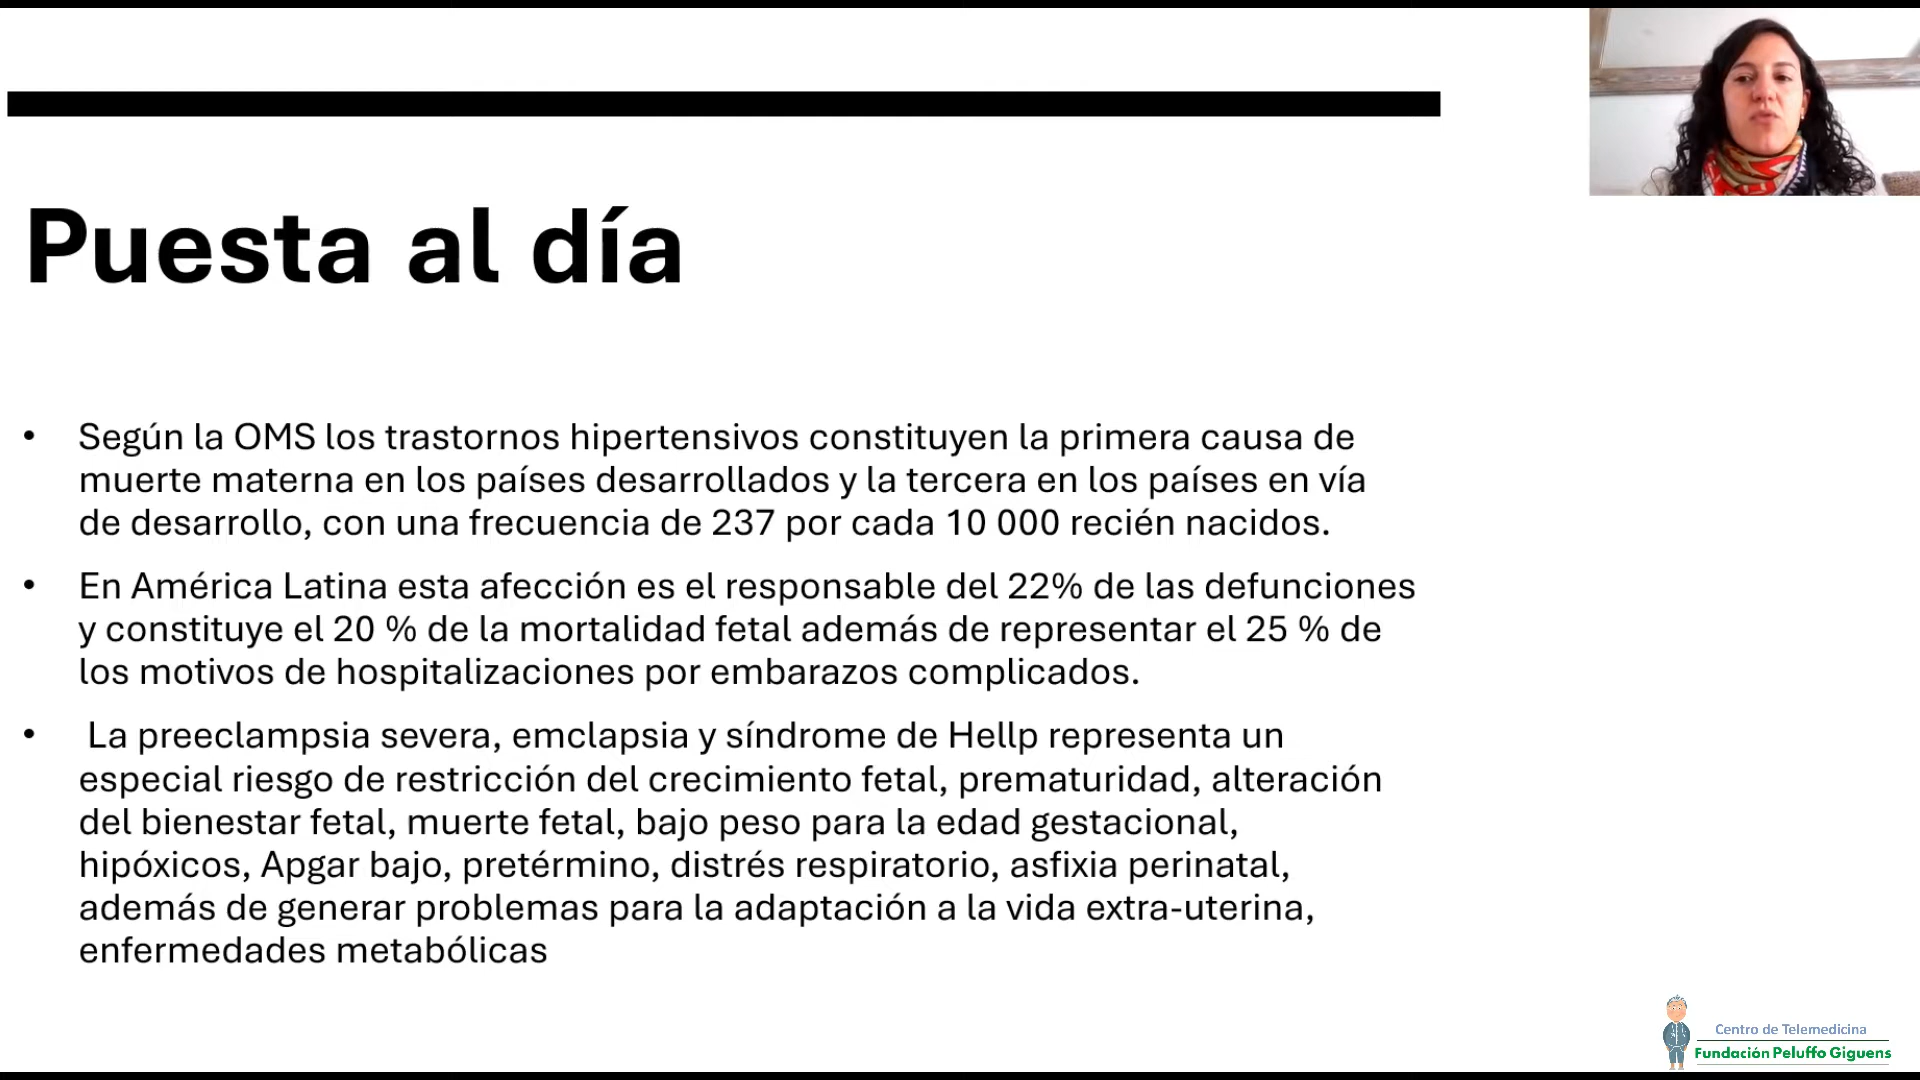 Puesta al día
• Según la OMS los trastornos hipertensivos constituyen la primera causa de
muerte materna en los países desarrollados y la tercera en los países en vía
de desarrollo, con una frecuencia de 237 por cada 10 000 recién nacidos.
• En América Latina esta afección es el responsable del 22% de las defunciones
y constituye el 20 % de la mortalidad fetal además de representar el 25 % de
los motivos de hospitalizaciones por embarazos complicados.
• La preeclampsia severa, emclapsia y síndrome de Hellp representa un
especial riesgo de restricción del crecimiento fetal, prematuridad, alteración
del bienestar fetal, muerte fetal, bajo peso para la edad gestacional,
hipóxicos, Apgar bajo, pretérmino, distrés respiratorio, asfixia perinatal,
además de generar problemas para la adaptación a la vida extra-uterina,
enfermedades metabólicas
Centro de Telemedicina
Fundación Peluffo Giguens